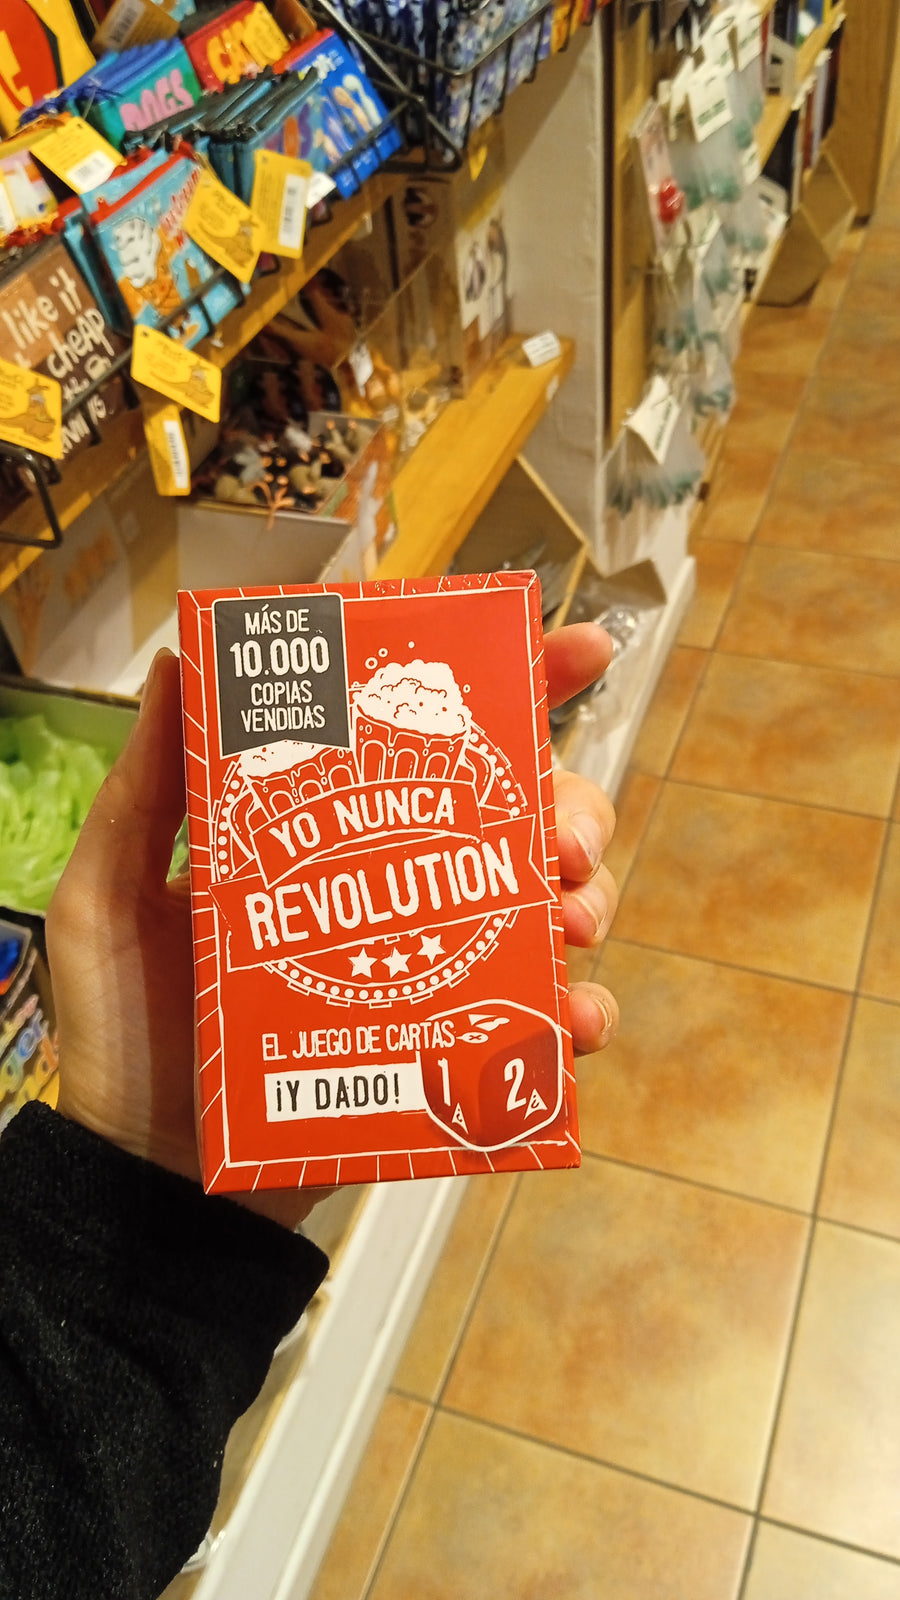 DOGS
like it
cheap
MÁS DE
10.000
COPIAS
VENDIDAS
YO NUNCA
REVOLUTION
EL JUEGO DE CARTAS
¡Y DADO!
1
2